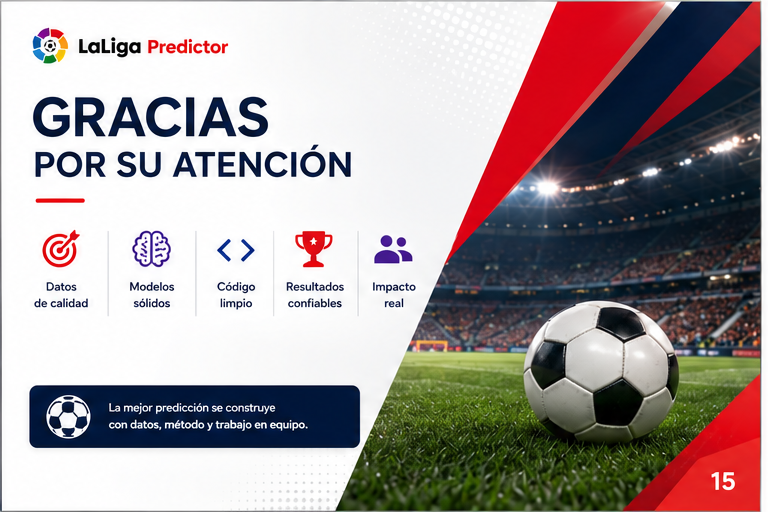 LaLiga Predictor
GRACIAS
POR SU ATENCIÓN
Datos
de calidad
Modelos
sólidos
Código
limpio
Resultados
confiables
Impacto
real
La mejor predicción se construye
con datos, método y trabajo en equipo.
15